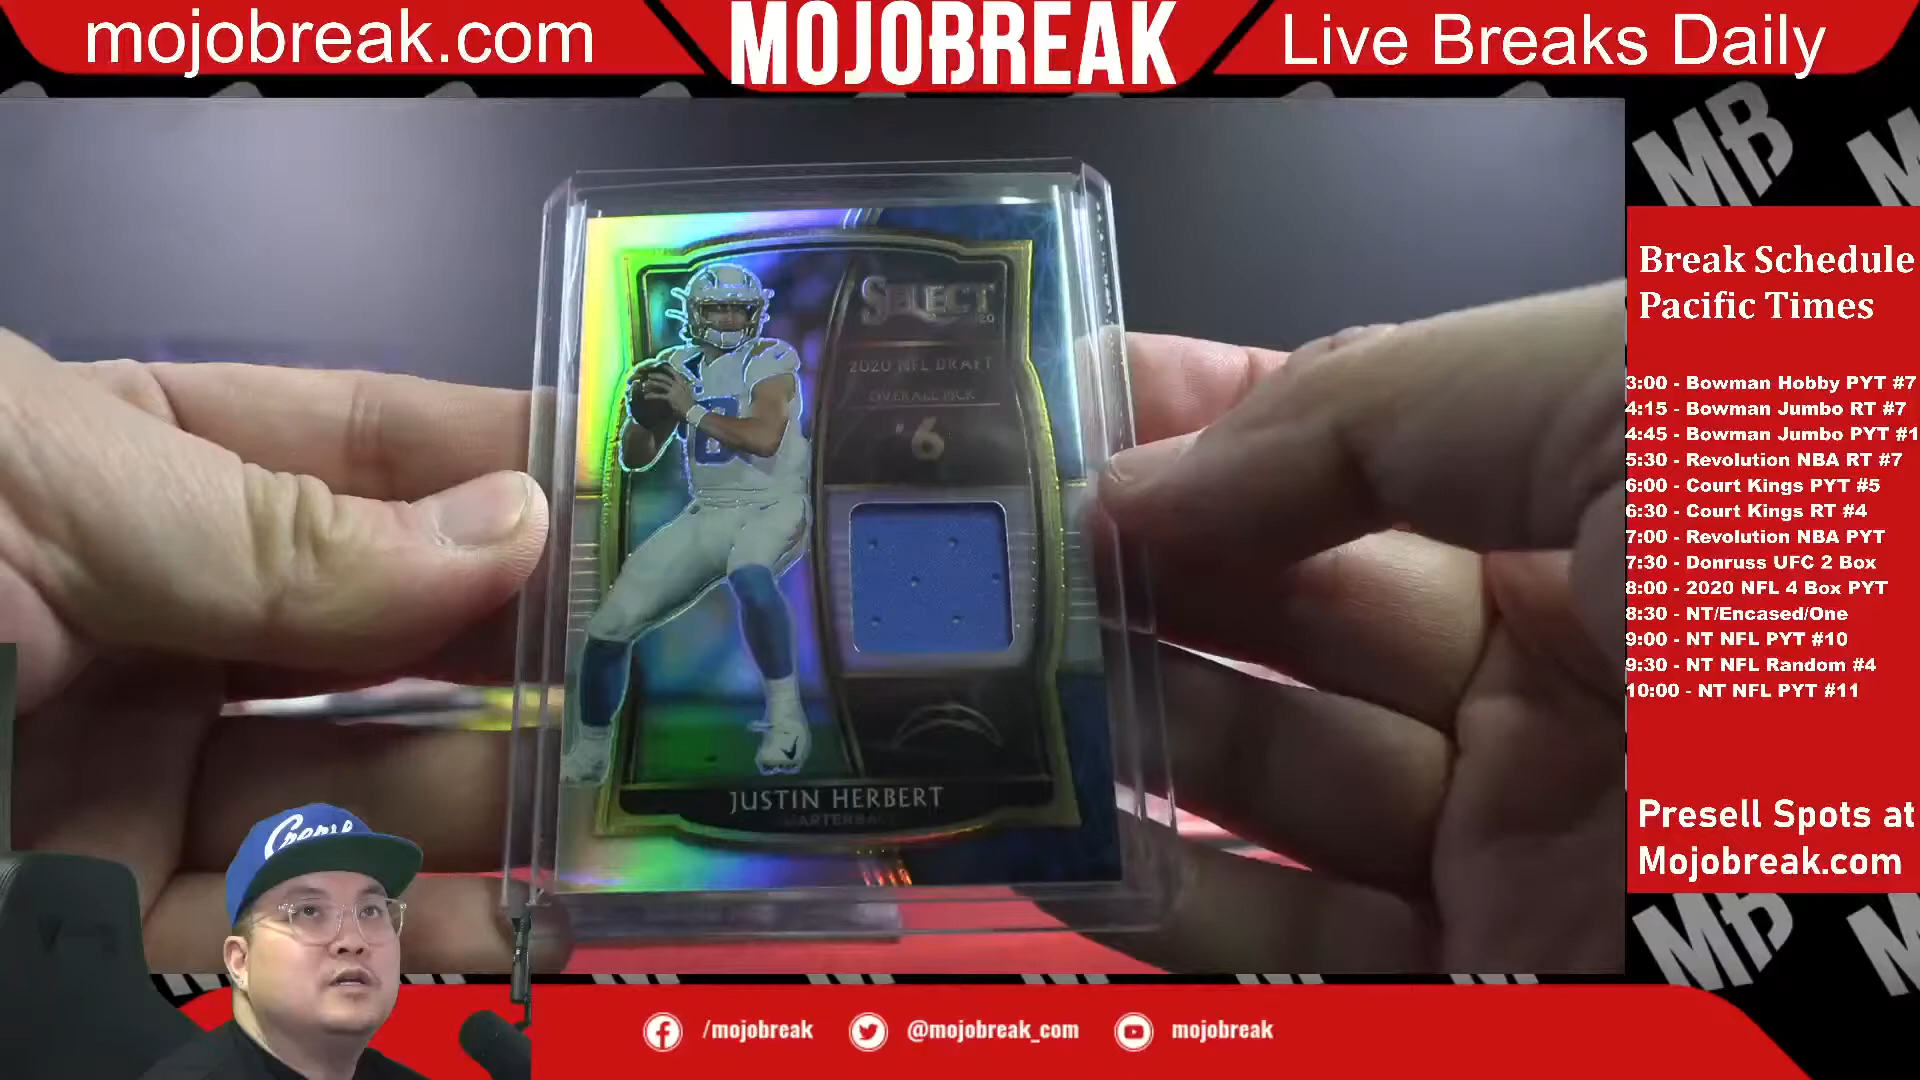 mojobreak.com
MOJOBREAK
Live Breaks Daily
MB
SELECT
20
2020 NFL DRAFT
OVERALL PICK
#6
8
JUSTIN HERBERT
QUARTERBACK
Break Schedule
Pacific Times
3:00 - Bowman Hobby PYT #7
4:15 - Bowman Jumbo RT #7
4:45 - Bowman Jumbo PYT #1
5:30 - Revolution NBA RT #7
6:00 - Court Kings PYT #5
6:30 - Court Kings RT #4
7:00 - Revolution NBA PYT
7:30 - Donruss UFC 2 Box
8:00 - 2020 NFL 4 Box PYT
8:30 - NT/Encased/One
9:00 - NT NFL PYT #10
9:30 - NT NFL Random #4
10:00 - NT NFL PYT #11
Presell Spots at
Mojobreak.com
MB
/mojobreak
@mojobreak_com
mojobreak